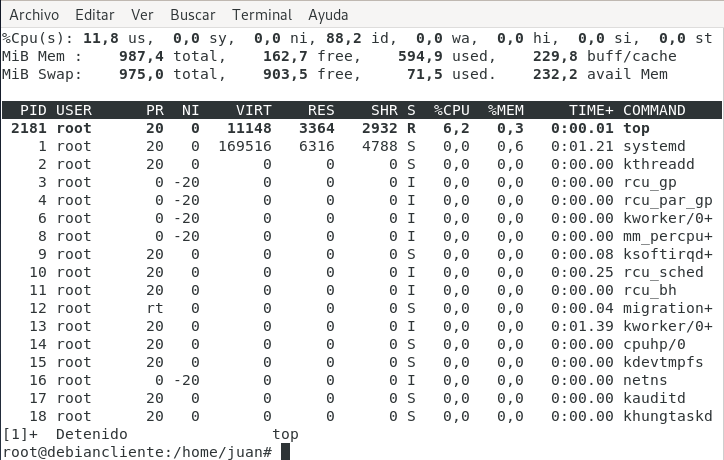 Archivo Editar Ver Buscar Terminal Ayuda
%Cpu(s): 11,8 us, 0,0 sy, 0,0 ni, 88,2 id, 0,0 wa, 0,0 hi, 0,0 si, 0,0 st
MiB Mem : 987,4 total, 162,7 free, 594,9 used, 229,8 buff/cache
MiB Swap: 975,0 total, 903,5 free, 71,5 used. 232,2 avail Mem
PID USER PR NI VIRT RES SHR S %CPU %MEM TIME+ COMMAND
2181 root 20 0 11148 3364 2932 R 6,2 0,3 0:00.01 top
1 root 20 0 169516 6316 4788 S 0,0 0,6 0:01.21 systemd
2 root 20 0 0 0 0 S 0,0 0,0 0:00.00 kthreadd
3 root 0 -20 0 0 0 I 0,0 0,0 0:00.00 rcu_gp
4 root 0 -20 0 0 0 I 0,0 0,0 0:00.00 rcu_par_gp
6 root 0 -20 0 0 0 I 0,0 0,0 0:00.00 kworker/0+
8 root 0 -20 0 0 0 I 0,0 0,0 0:00.00 mm_percpu+
9 root 20 0 0 0 0 S 0,0 0,0 0:00.08 ksoftirqd+
10 root 20 0 0 0 0 I 0,0 0,0 0:00.25 rcu_sched
11 root 20 0 0 0 0 I 0,0 0,0 0:00.00 rcu_bh
12 root rt 0 0 0 0 S 0,0 0,0 0:00.04 migration+
13 root 20 0 0 0 0 I 0,0 0,0 0:01.39 kworker/0+
14 root 20 0 0 0 0 S 0,0 0,0 0:00.00 cpuhp/0
15 root 20 0 0 0 0 S 0,0 0,0 0:00.00 kdevtmpfs
16 root 0 -20 0 0 0 I 0,0 0,0 0:00.00 netns
17 root 20 0 0 0 0 S 0,0 0,0 0:00.00 kauditd
18 root 20 0 0 0 0 S 0,0 0,0 0:00.00 khungtaskd
[1]+ Detenido top
root@debiancliente:/home/juan#